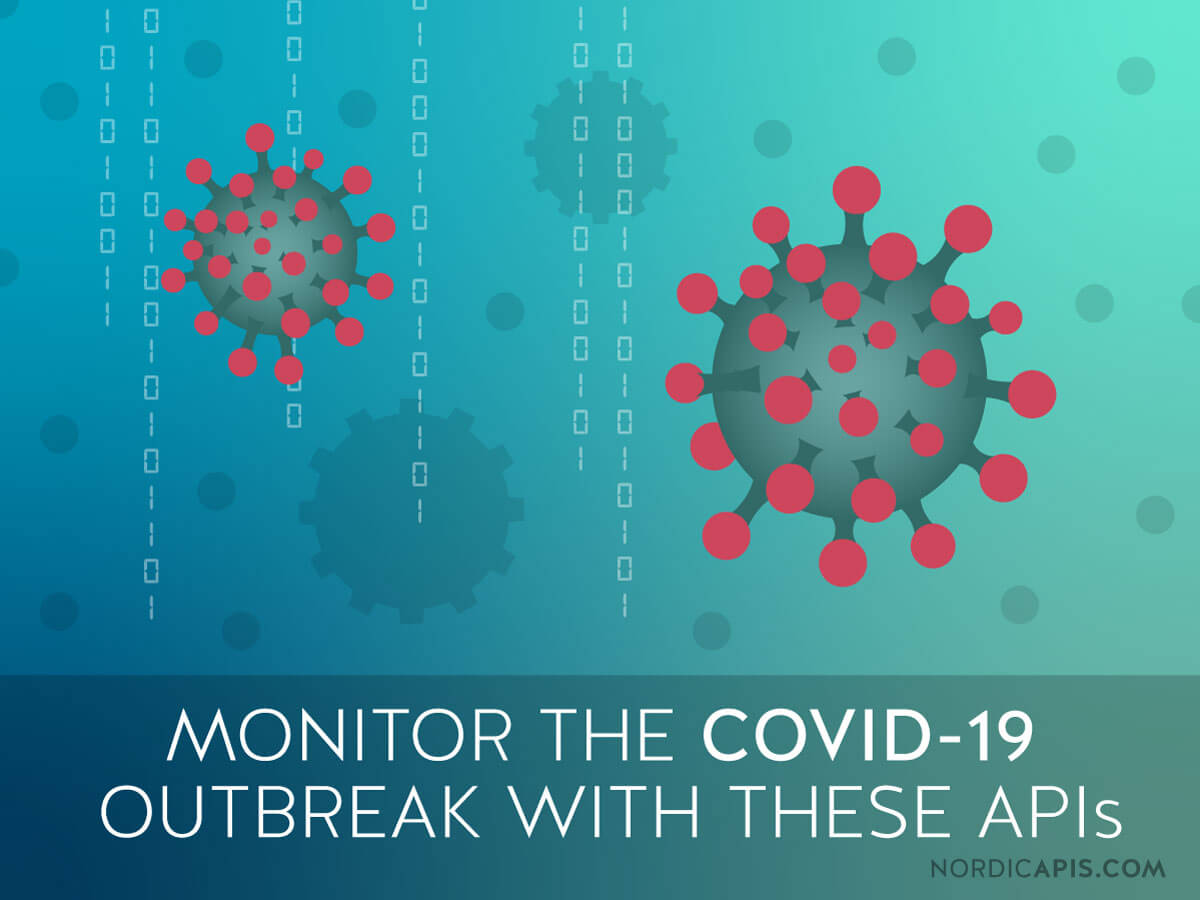 MONITOR THE COVID-19
OUTBREAK WITH THESE APIs
NORDICAPIS.COM